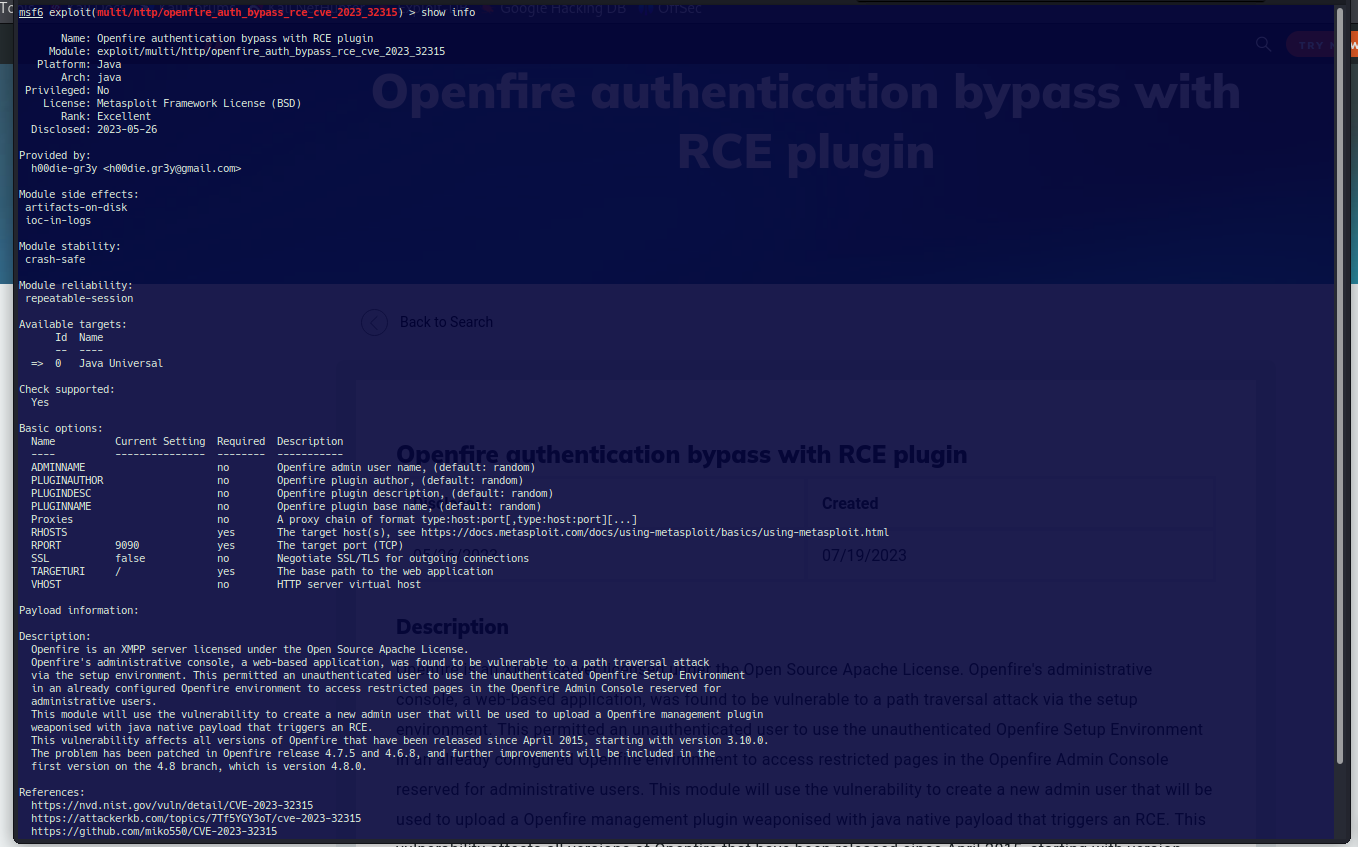 msf6 exploit(multi/http/openfire_auth_bypass_rce_cve_2023_32315) > show info
Google Hacking DB
OffSec
TRY
Name: Openfire authentication bypass with RCE plugin
Module: exploit/multi/http/openfire_auth_bypass_rce_cve_2023_32315
Platform: Java
Arch: java
Privileged: No
License: Metasploit Framework License (BSD)
Rank: Excellent
Disclosed: 2023-05-26
Provided by:
h00die-gr3y <h00die.gr3y@gmail.com>
Module side effects:
artifacts-on-disk
ioc-in-logs
Module stability:
crash-safe
Module reliability:
repeatable-session
Available targets:
Id Name
-- ----
=> 0 Java Universal
Check supported:
Yes
Basic options:
Name Current Setting Required Description
---- --------------- -------- -----------
ADMINNAME no Openfire admin user name, (default: random)
PLUGINAUTHOR no Openfire plugin author, (default: random)
PLUGINDESC no Openfire plugin description, (default: random)
PLUGINNAME no Openfire plugin base name, (default: random)
Proxies no A proxy chain of format type:host:port[,type:host:port][...]
RHOSTS yes The target host(s), see https://docs.metasploit.com/docs/using-metasploit/basics/using-metasploit.html
RPORT 9090 yes The target port (TCP)
SSL false no Negotiate SSL/TLS for outgoing connections
TARGETURI / yes The base path to the web application
VHOST no HTTP server virtual host
Payload information:
Description:
Openfire is an XMPP server licensed under the Open Source Apache License.
Openfire's administrative console, a web-based application, was found to be vulnerable to a path traversal attack
via the setup environment. This permitted an unauthenticated user to use the unauthenticated Openfire Setup Environment
in an already configured Openfire environment to access restricted pages in the Openfire Admin Console reserved for
administrative users.
This module will use the vulnerability to create a new admin user that will be used to upload a Openfire management plugin
weaponised with java native payload that triggers an RCE.
This vulnerability affects all versions of Openfire that have been released since April 2015, starting with version 3.10.0.
The problem has been patched in Openfire release 4.7.5 and 4.6.8, and further improvements will be included in the
first version on the 4.8 branch, which is version 4.8.0.
References:
https://nvd.nist.gov/vuln/detail/CVE-2023-32315
https://attackerkb.com/topics/7Tf5YGY3oT/cve-2023-32315
https://github.com/miko550/CVE-2023-32315
Openfire authentication bypass with
RCE plugin
Back to Search
Openfire authentication bypass with RCE plugin
Created
05/26/2023
07/19/2023
Description
the Open Source Apache License. Openfire's administrative
console, a web-based application, was found to be vulnerable to a path traversal attack via the setup
environment. This permitted an unauthenticated user to use the unauthenticated Openfire Setup Environment
in an already configured Openfire environment to access restricted pages in the Openfire Admin Console
reserved for administrative users. This module will use the vulnerability to create a new admin user that will be
used to upload a Openfire management plugin weaponised with java native payload that triggers an RCE. This
vulnerability affects all versions of Openfire that have been released since April 2015, starting with version